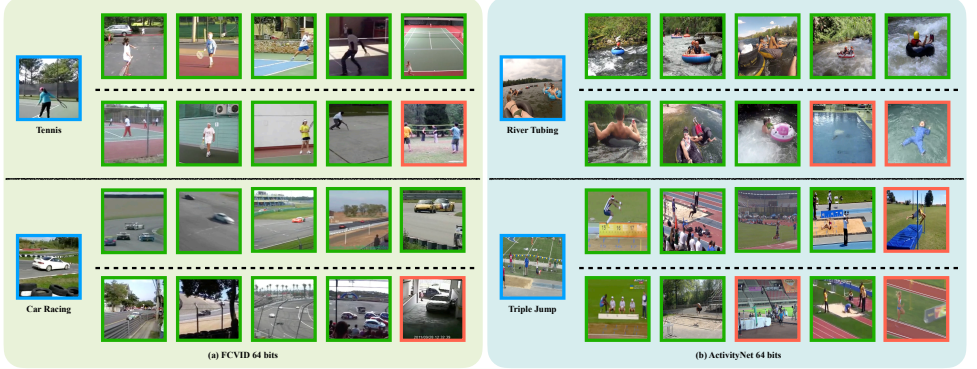 Tennis
River Tubing
Car Racing
Triple Jump
(a) FCVID 64 bits
(b) ActivityNet 64 bits